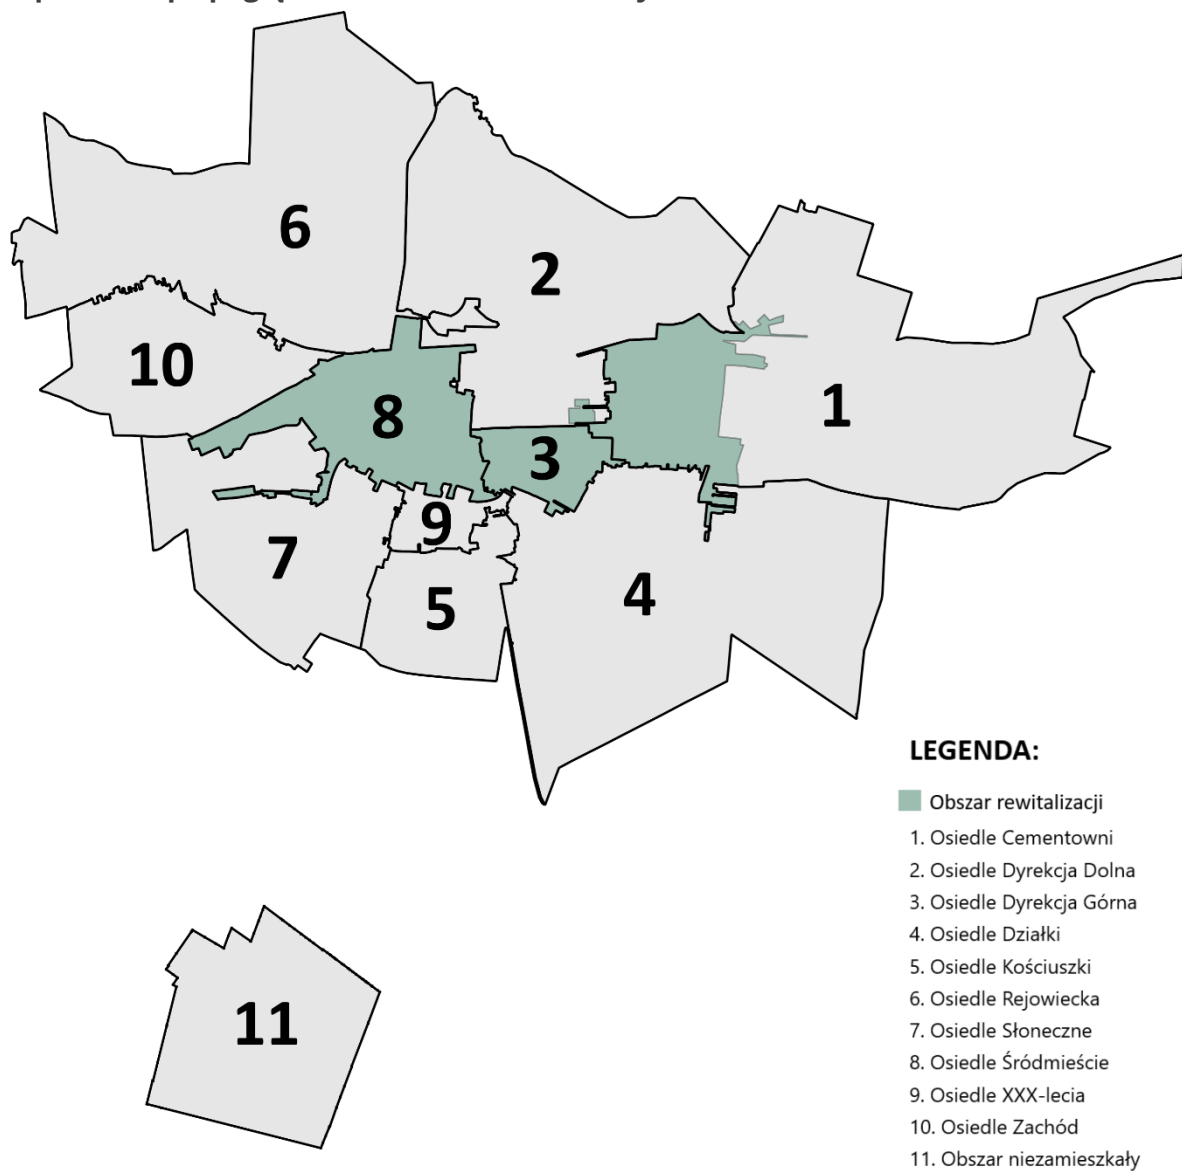 6
2
10
8
1
3
9
7
4
5
11
LEGENDA:
Obszar rewitalizacji
1. Osiedle Cementowni
2. Osiedle Dyrekcja Dolna
3. Osiedle Dyrekcja Górna
4. Osiedle Działki
5. Osiedle Kościuszki
6. Osiedle Rejowiecka
7. Osiedle Słoneczne
8. Osiedle Śródmieście
9. Osiedle XXX-lecia
10. Osiedle Zachód
11. Obszar niezamieszkały